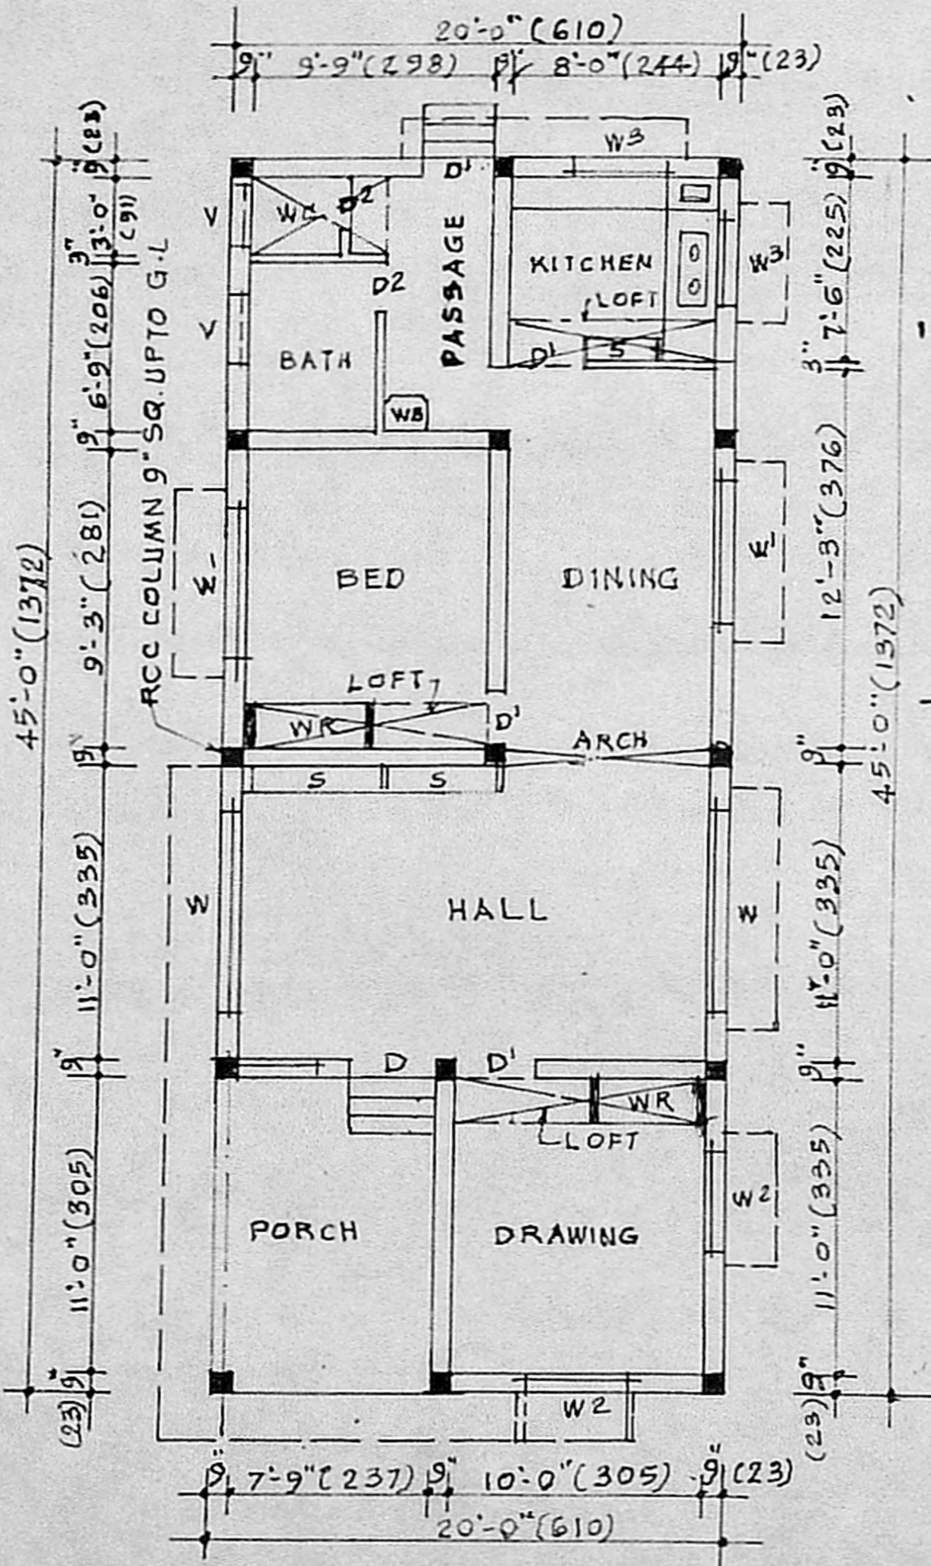 20'-0" (610)
9" 9'-9" (298) 9" 8'-0" (244) 9" (23)
9" (23)
3'-0" (91)
3"
6'-9" (206)
9"
9'-3" (281)
9"
11'-0" (335)
9"
11'-0" (305)
9" (23)
45'-0" (1372)
RCC COLUMN 9" SQ. UPTO G.L
W3
D1
V WC D2
PASSAGE
KITCHEN W3
D2 LOFT
V
BATH D1 S
WB
W1 BED DINING W1
LOFT
WR D1
ARCH
S S
W HALL W
D D1
WR
LOFT
W2
PORCH DRAWING
W2
9" (23)
7'-6" (225)
3"
12'-3" (376)
9"
11'-0" (335)
9"
11'-0" (335)
9" (23)
45'-0" (1372)
9" 7'-9" (237) 9" 10'-0" (305) 9" (23)
20'-0" (610)